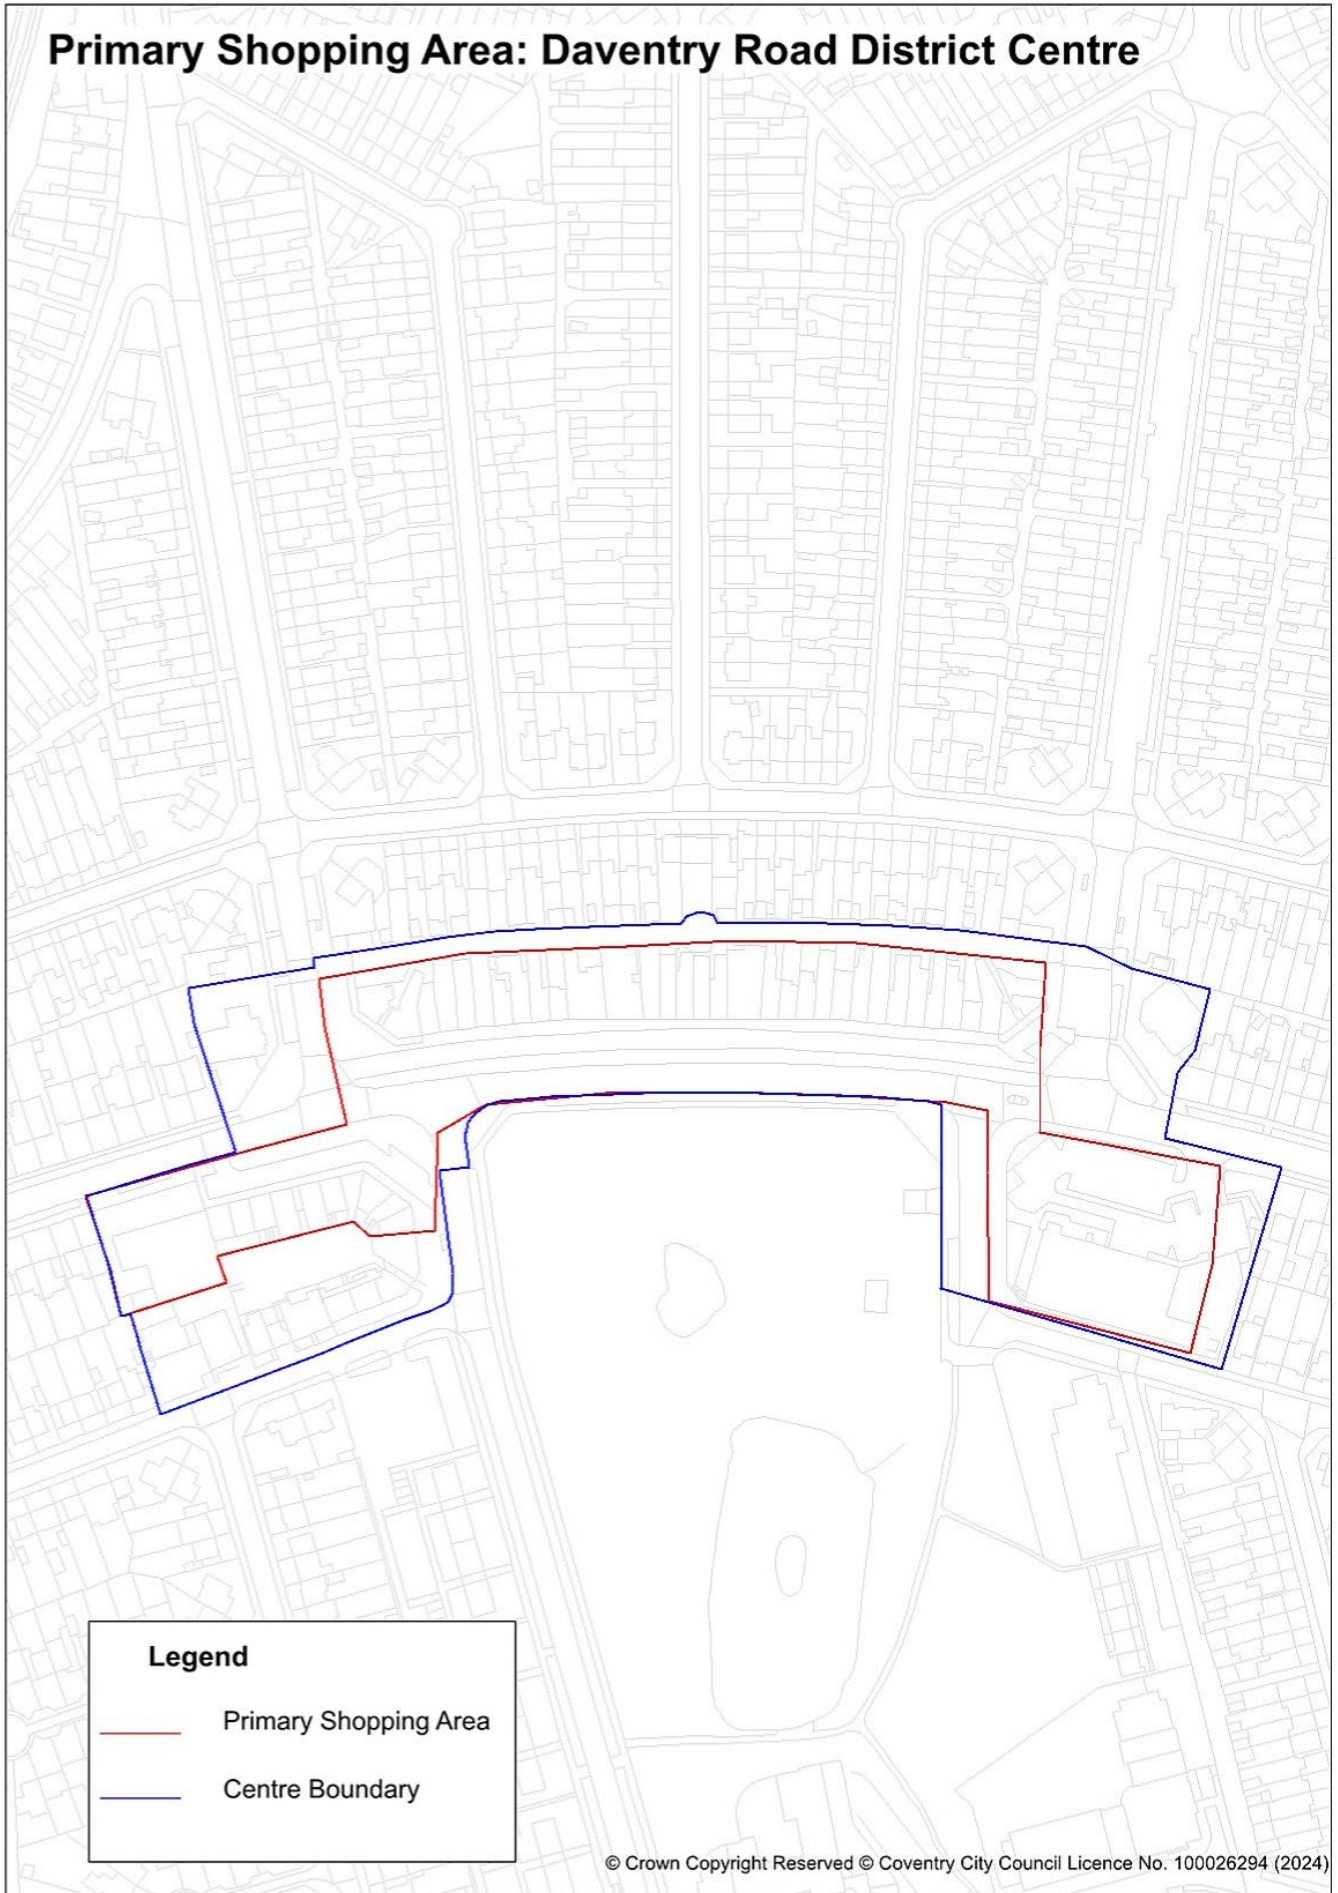 Primary Shopping Area: Daventry Road District Centre
Legend
Primary Shopping Area
Centre Boundary
© Crown Copyright Reserved © Coventry City Council Licence No. 100026294 (2024)